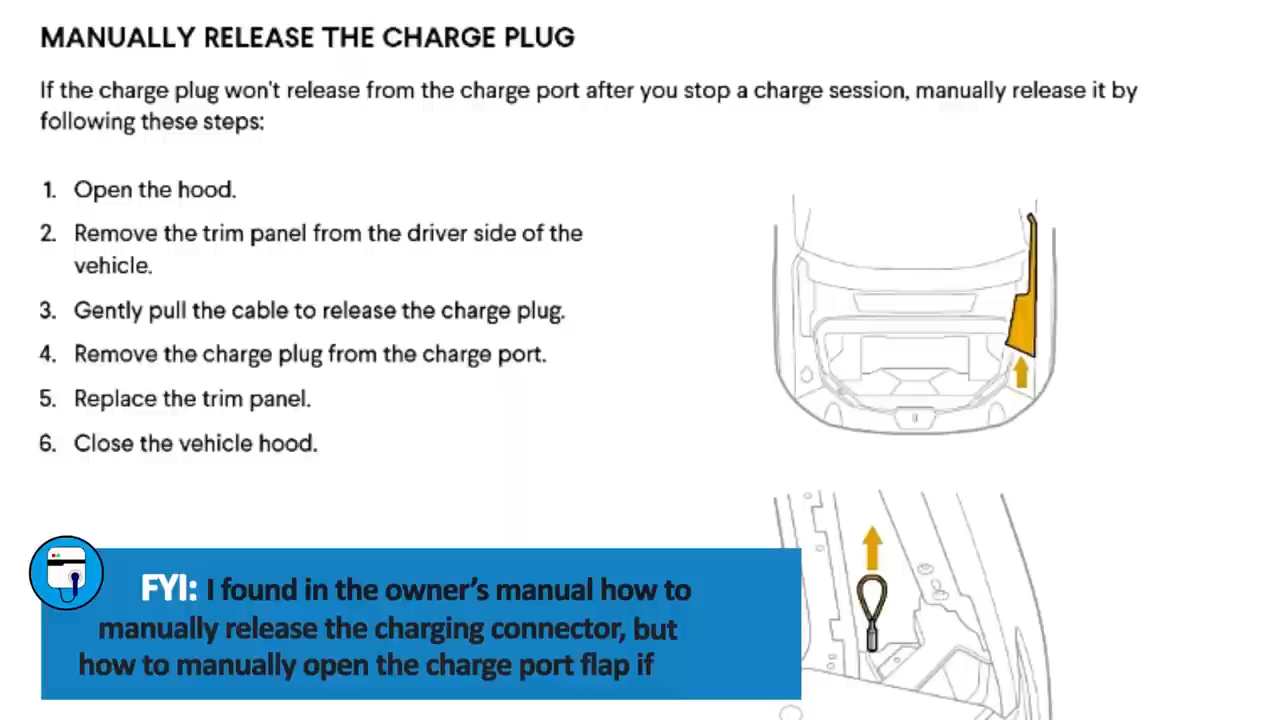 MANUALLY RELEASE THE CHARGE PLUG
If the charge plug won't release from the charge port after you stop a charge session, manually release it by
following these steps:
1. Open the hood.
2. Remove the trim panel from the driver side of the
vehicle.
3. Gently pull the cable to release the charge plug.
4. Remove the charge plug from the charge port.
5. Replace the trim panel.
6. Close the vehicle hood.
FYI: I found in the owner’s manual how to
manually release the charging connector, but
how to manually open the charge port flap if